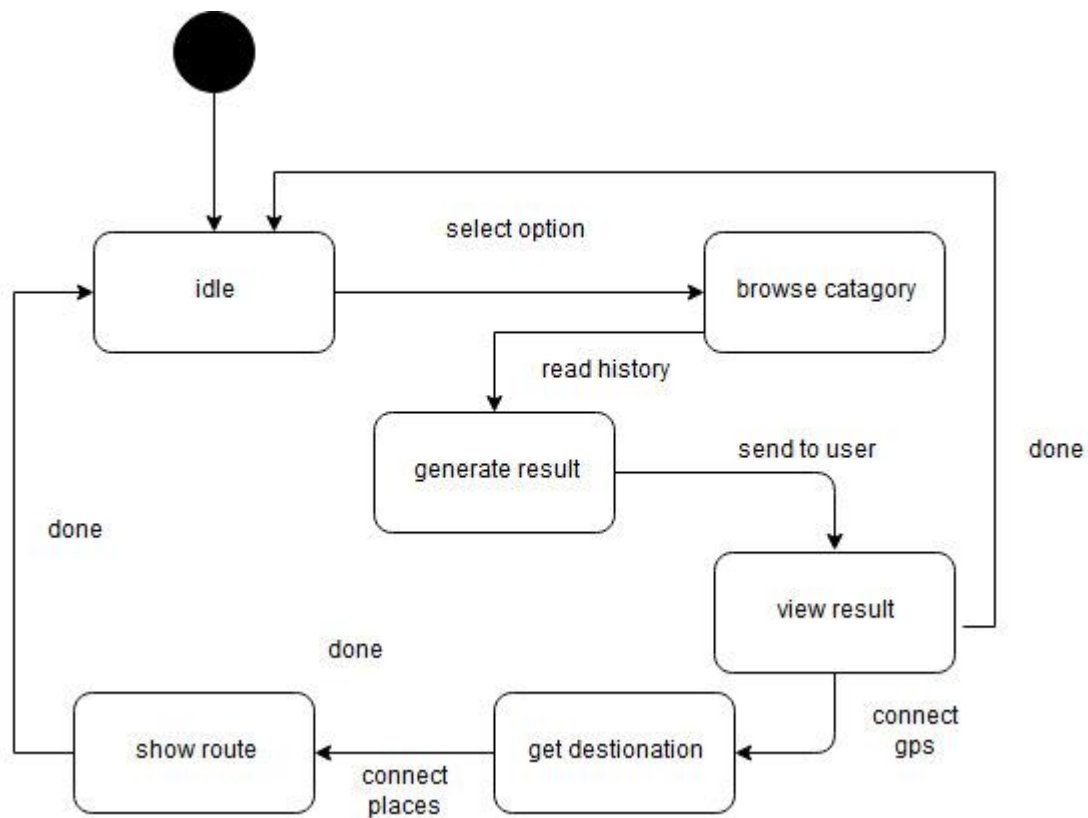 select option
idle
browse catagory
read history
generate result
send to user
done
done
view result
done
connect
gps
show route
get destionation
connect
places